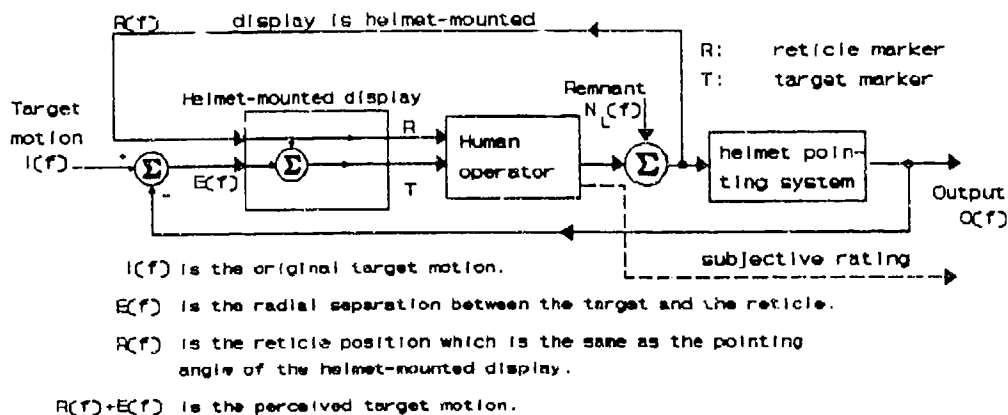 R(f) display is helmet-mounted
R: reticle marker
T: target marker
Target motion I(f)
Helmet-mounted display
Remnant N_L(f)
+
Σ
-
E(f)
Σ
R
T
Human operator
Σ
helmet poin-
ting system
Output O(f)
subjective rating
I(f) is the original target motion.
E(f) is the radial separation between the target and the reticle.
R(f) is the reticle position which is the same as the pointing
angle of the helmet-mounted display.
R(f)+E(f) is the perceived target motion.